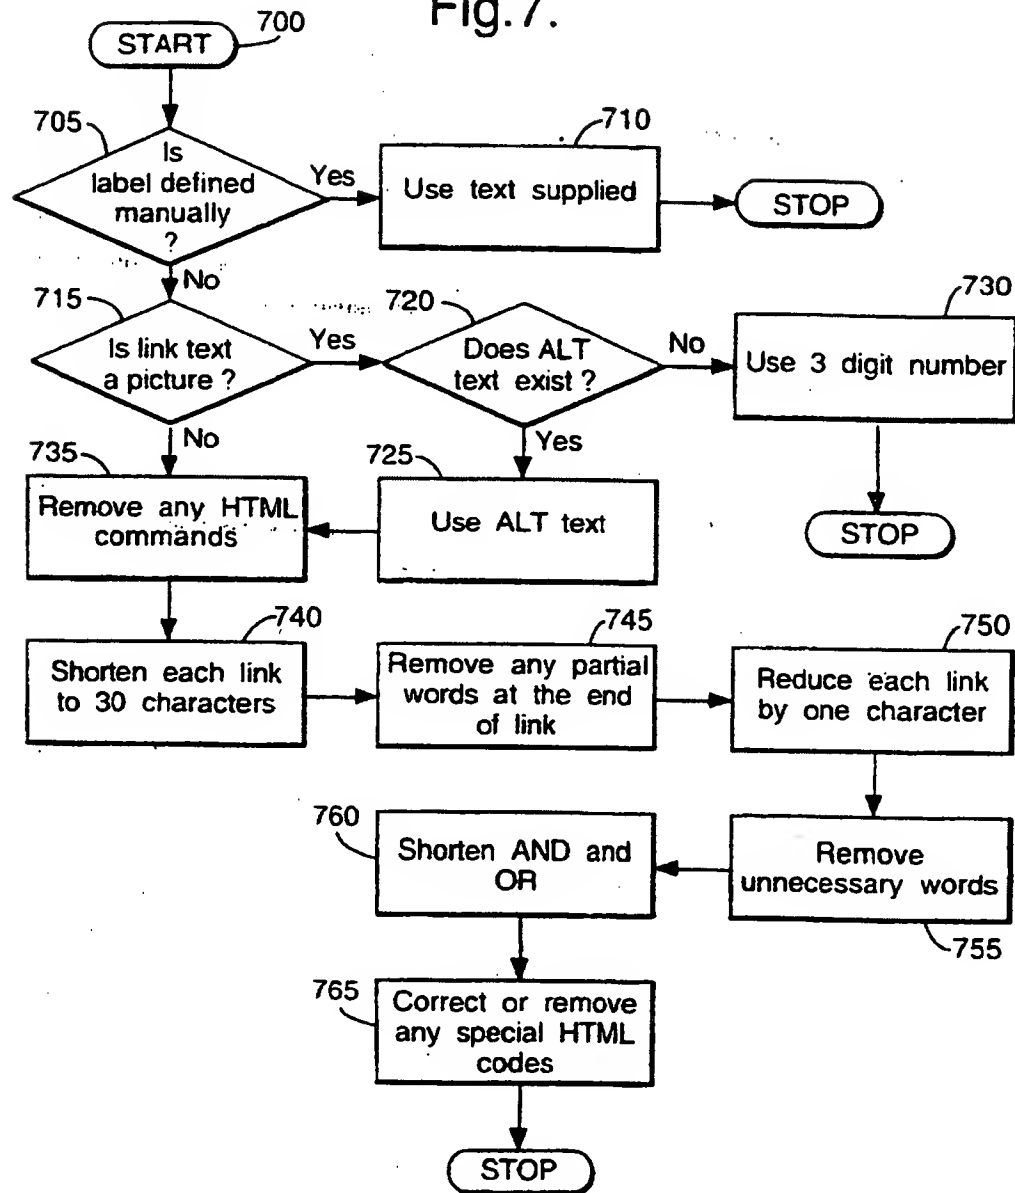 Fig.7.
START
700
705
Is
label defined
manually
?
Yes
710
Use text supplied
STOP
No
715
Is link text
a picture ?
Yes
720
Does ALT
text exist ?
No
730
Use 3 digit number
STOP
No
Yes
735
Remove any HTML
commands
725
Use ALT text
740
Shorten each link
to 30 characters
745
Remove any partial
words at the end
of link
750
Reduce each link
by one character
760
Shorten AND and
OR
Remove
unnecessary words
755
765
Correct or remove
any special HTML
codes
STOP